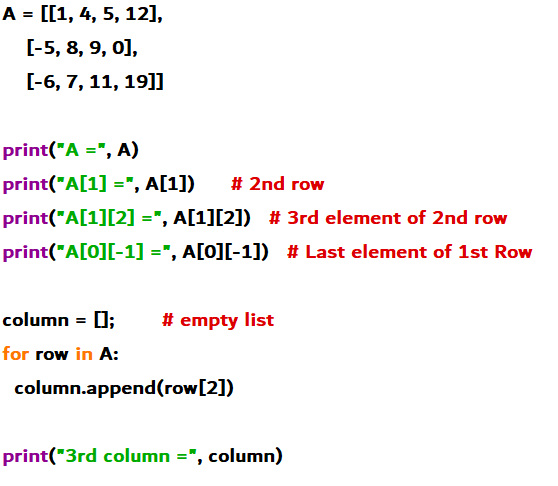 A = [[1, 4, 5, 12],
    [-5, 8, 9, 0],
    [-6, 7, 11, 19]]
print("A =", A)
print("A[1] =", A[1])      # 2nd row
print("A[1][2] =", A[1][2])   # 3rd element of 2nd row
print("A[0][-1] =", A[0][-1])   # Last element of 1st Row
column = [];        # empty list
for row in A:
  column.append(row[2])
print("3rd column =", column)